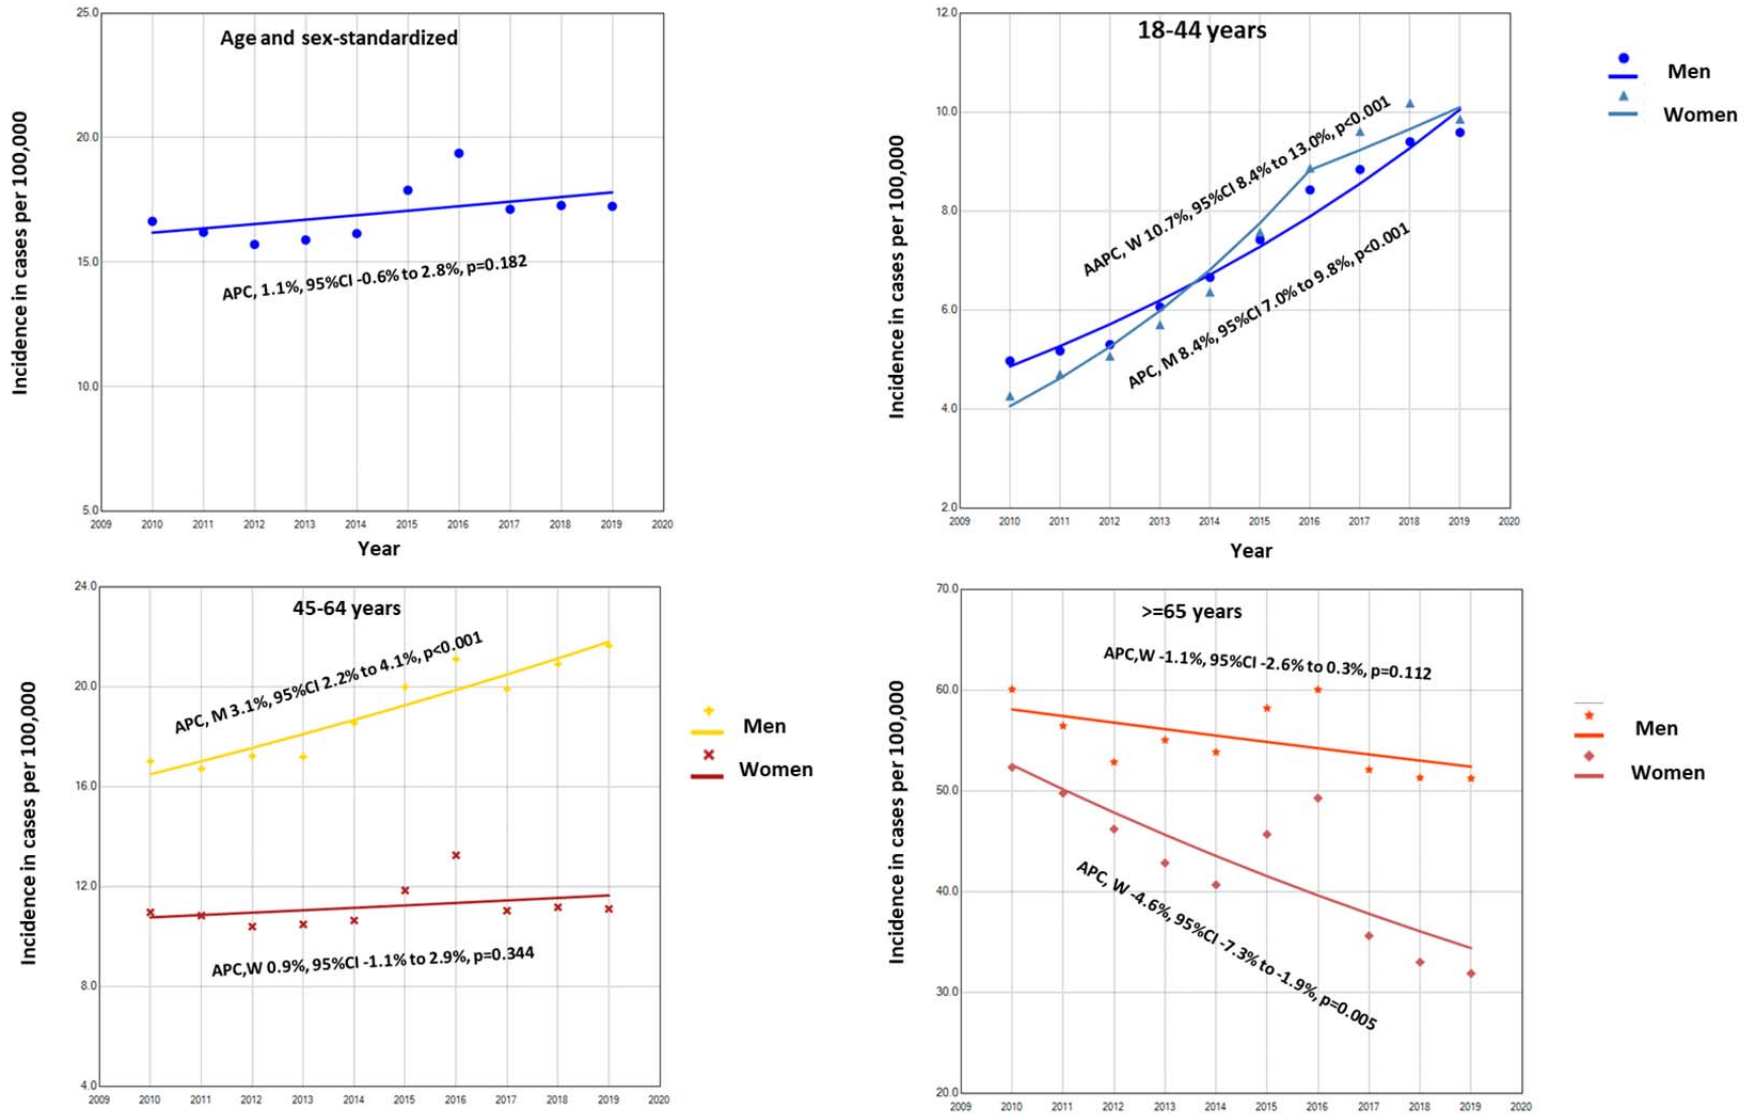 Age and sex-standardized
25.0
20.0
15.0
10.0
5.0
Incidence in cases per 100,000
APC, 1.1%, 95%CI -0.6% to 2.8%, p=0.182
2009 2010 2011 2012 2013 2014 2015 2016 2017 2018 2019 2020
Year
18-44 years
12.0
10.0
8.0
6.0
4.0
2.0
Incidence in cases per 100,000
AAPC, W 10.7%, 95%CI 8.4% to 13.0%, p<0.001
APC, M 8.4%, 95%CI 7.0% to 9.8%, p<0.001
2009 2010 2011 2012 2013 2014 2015 2016 2017 2018 2019 2020
Year
Men
Women
45-64 years
24.0
20.0
16.0
12.0
8.0
4.0
Incidence in cases per 100,000
APC, M 3.1%, 95%CI 2.2% to 4.1%, p<0.001
APC,W 0.9%, 95%CI -1.1% to 2.9%, p=0.344
2009 2010 2011 2012 2013 2014 2015 2016 2017 2018 2019 2020
Men
Women
>=65 years
70.0
60.0
50.0
40.0
30.0
20.0
Incidence in cases per 100,000
APC,W -1.1%, 95%CI -2.6% to 0.3%, p=0.112
APC, W -4.6%, 95%CI -7.3% to -1.9%, p=0.005
2009 2010 2011 2012 2013 2014 2015 2016 2017 2018 2019 2020
Men
Women